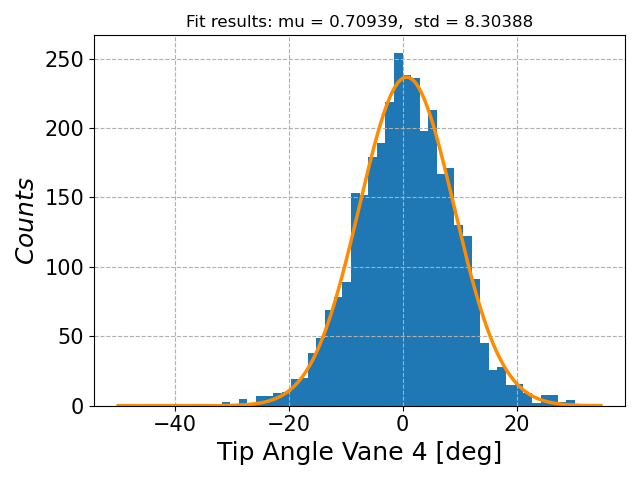 Fit results: mu = 0.70939,  std = 8.30388
250
200
150
100
50
0
Counts
−40 −20 0 20
Tip Angle Vane 4 [deg]